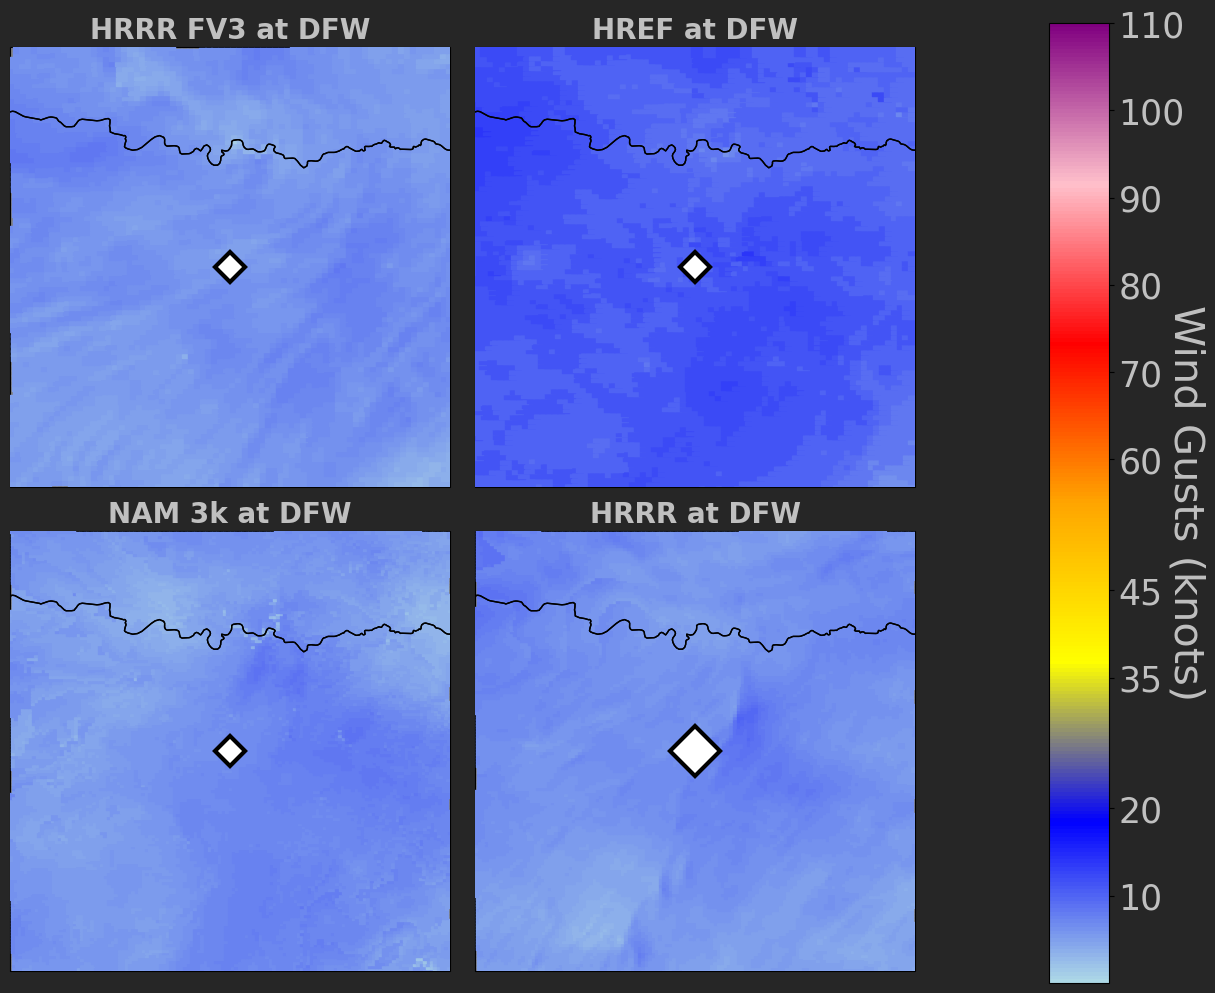 HRRR FV3 at DFW
HREF at DFW
NAM 3k at DFW
HRRR at DFW
110
100
90
80
70
60
45
35
20
10
Wind Gusts (knots)